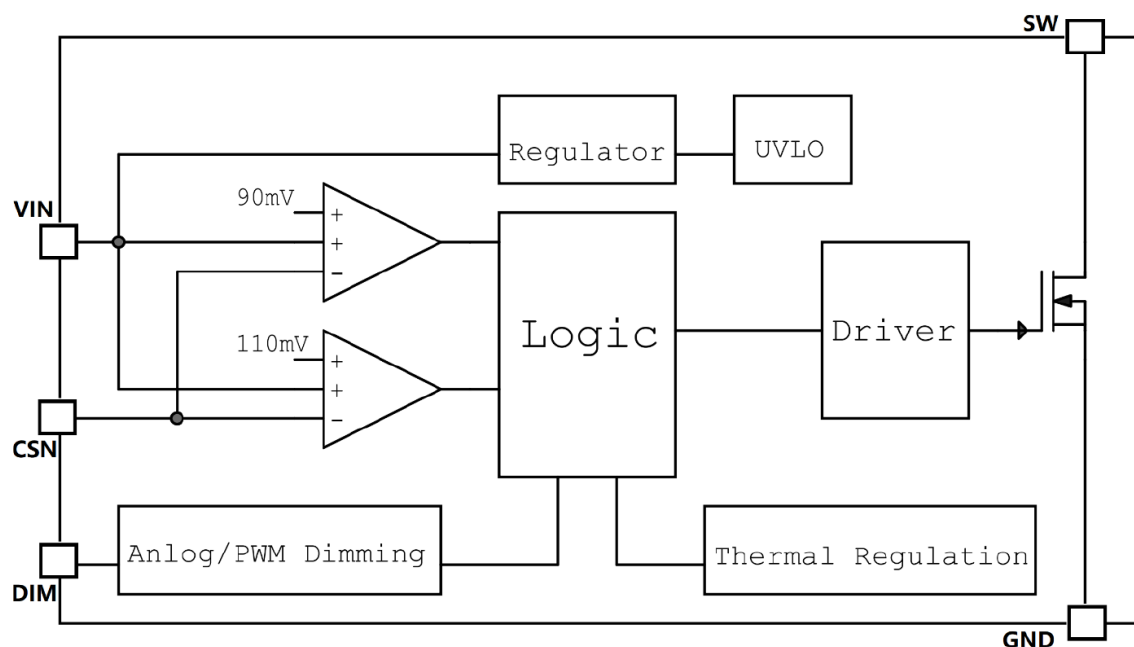 SW
Regulator
UVLO
90mV
+
VIN
+
-
Logic
Driver
110mV
+
+
-
CSN
Anlog/PWM Dimming
Thermal Regulation
DIM
GND